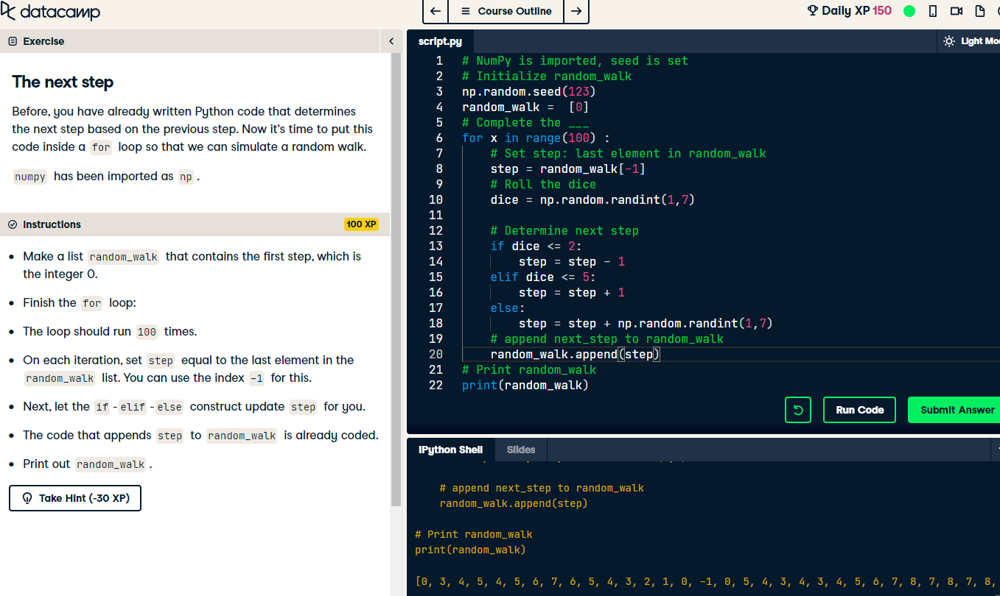 datacamp
Course Outline
Daily XP 150
Exercise
The next step
Before, you have already written Python code that determines
the next step based on the previous step. Now it's time to put this
code inside a for loop so that we can simulate a random walk.
numpy has been imported as np .
Instructions
100 XP
Make a list random_walk that contains the first step, which is
the integer 0.
Finish the for loop:
The loop should run 100 times.
On each iteration, set step equal to the last element in the
random_walk list. You can use the index -1 for this.
Next, let the if -elif -else construct update step for you.
The code that appends step to random_walk is already coded.
Print out random_walk .
Take Hint (-30 XP)
script.py
Light Mo
1 # NumPy is imported, seed is set
2 # Initialize random_walk
3 np.random.seed(123)
4 random_walk =  [0]
5 # Complete the ___
6 for x in range(100) :
7     # Set step: last element in random_walk
8     step = random_walk[-1]
9     # Roll the dice
10     dice = np.random.randint(1,7)
11
12     # Determine next step
13     if dice <= 2:
14         step = step - 1
15     elif dice <= 5:
16         step = step + 1
17     else:
18         step = step + np.random.randint(1,7)
19     # append next_step to random_walk
20     random_walk.append(step)
21 # Print random_walk
22 print(random_walk)
Run Code
Submit Answer
IPython Shell
Slides
# append next_step to random_walk
random_walk.append(step)
# Print random_walk
print(random_walk)
[0, 3, 4, 5, 4, 5, 6, 7, 6, 5, 4, 3, 2, 1, 0, -1, 0, 5, 4, 3, 4, 3, 4, 5, 6, 7, 8, 7, 8, 7, 8,